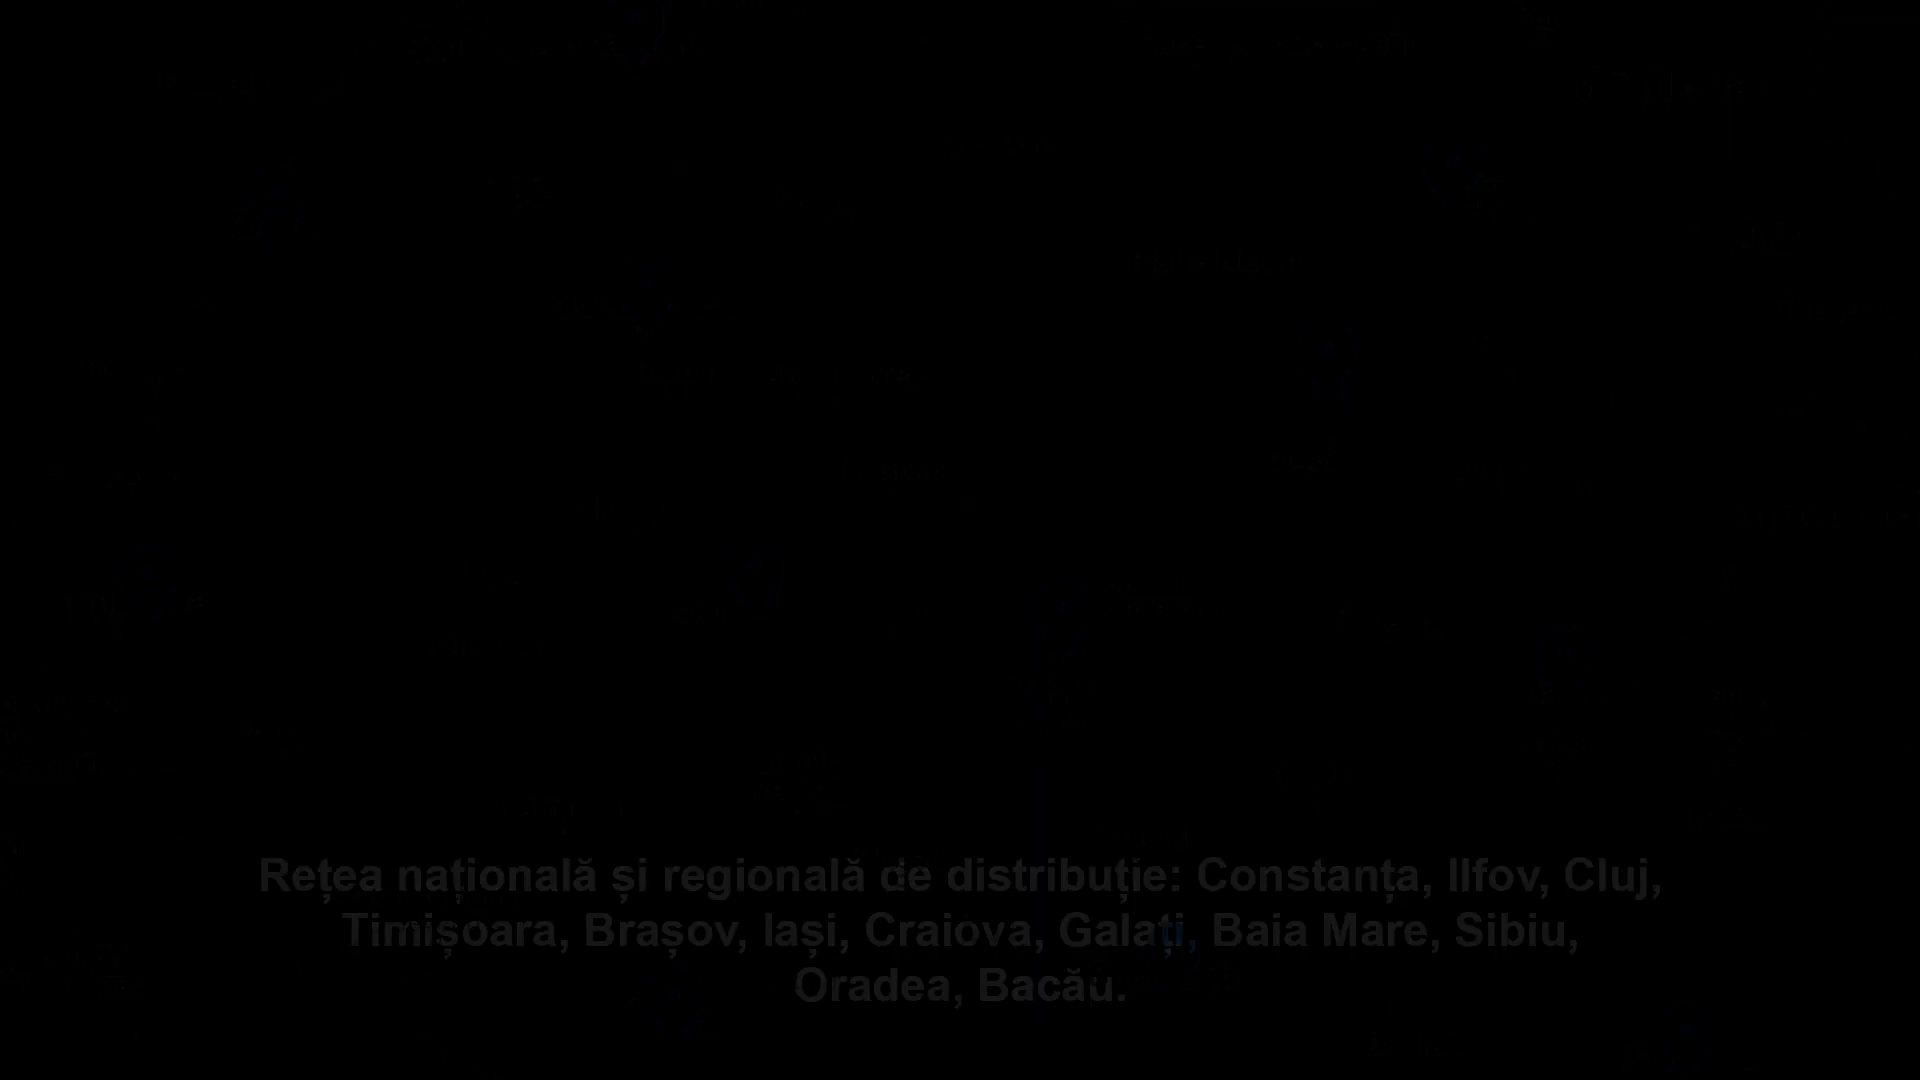 Rețea națională și regională de distribuție: Constanța, Ilfov, Cluj,
Timișoara, Brașov, Iași, Craiova, Galați, Baia Mare, Sibiu,
Oradea, Bacău.